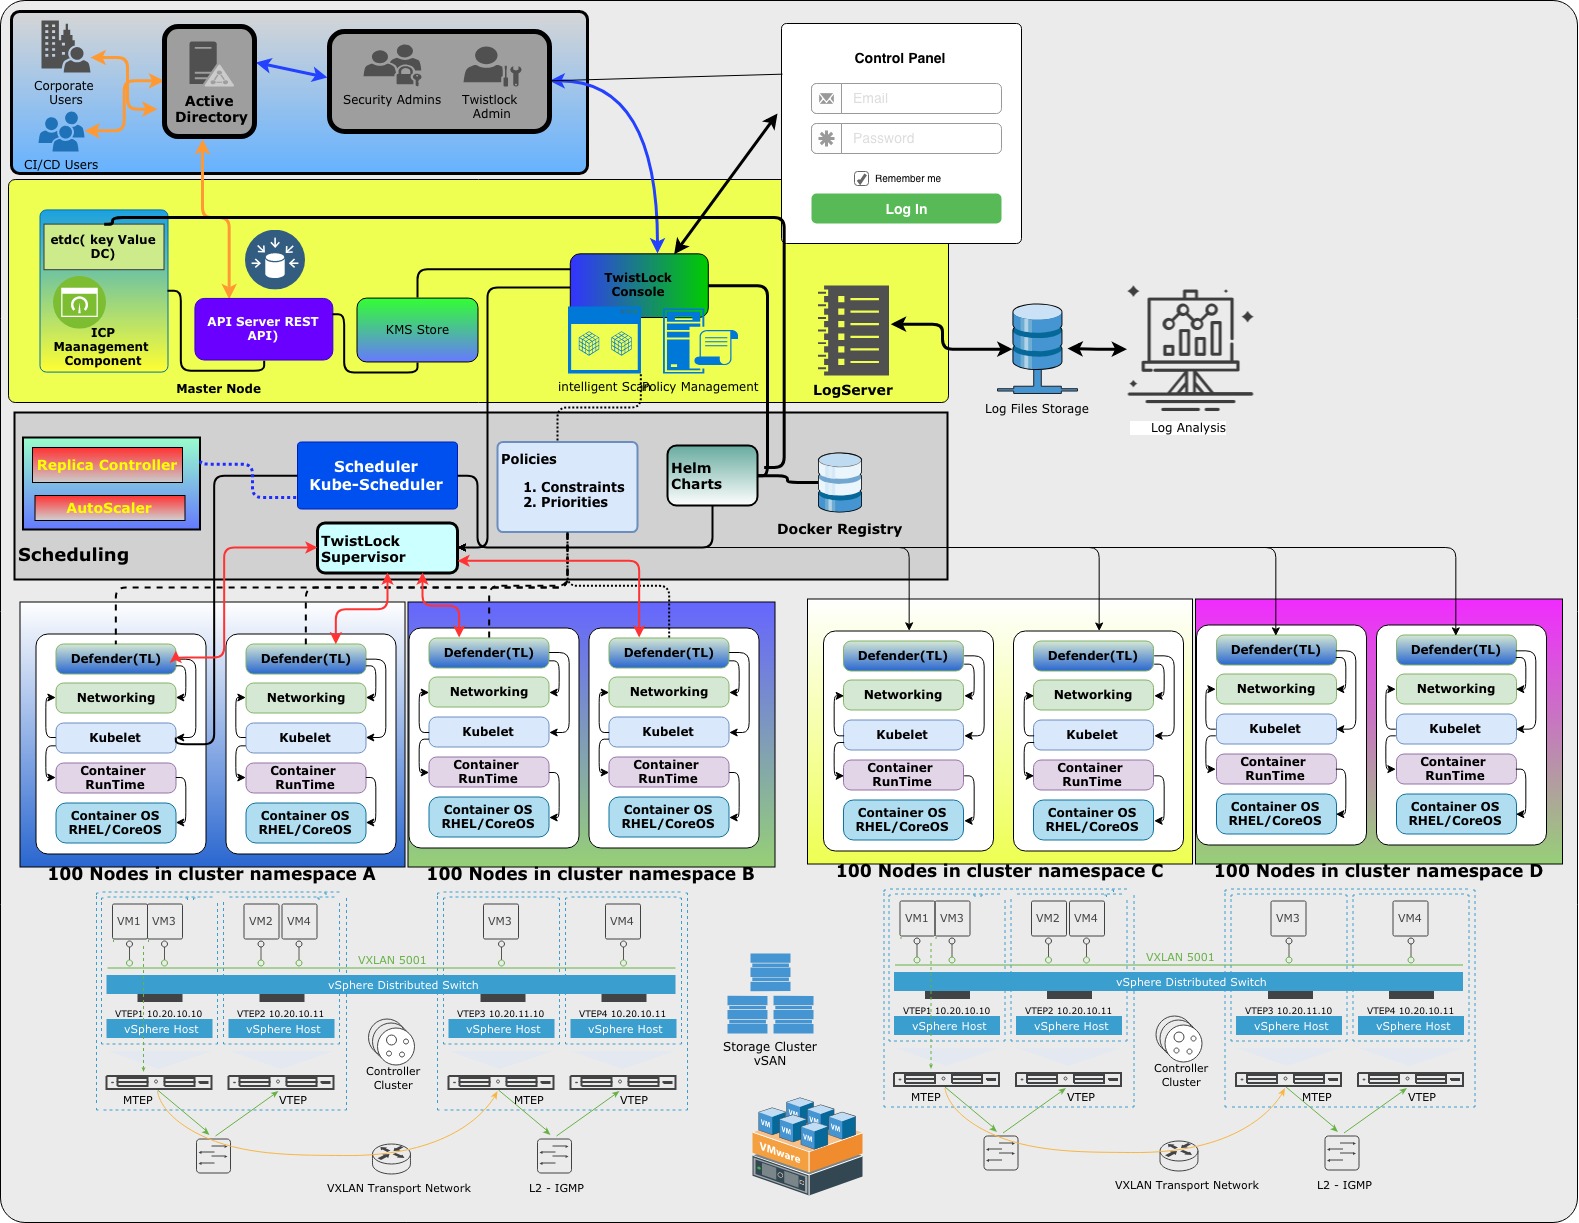 Corporate
Users
CI/CD Users
Active
Directory
Security Admins
Twistlock
Admin
Control Panel
Email
Password
Remember me
Log In
etdc( key Value
DC)
ICP
Maanagement
Component
API Server REST
API)
Master Node
KMS Store
TwistLock
Console
intelligent Scan
Policy Management
LogServer
Log Files Storage
Log Analysis
Replica Controller
AutoScaler
Scheduling
Scheduler
Kube-Scheduler
TwistLock
Supervisor
Policies
1. Constraints
2. Priorities
Helm
Charts
Docker Registry
Defender(TL)
Networking
Kubelet
Container
RunTime
Container OS
RHEL/CoreOS
Defender(TL)
Networking
Kubelet
Container
RunTime
Container OS
RHEL/CoreOS
100 Nodes in cluster namespace A
Defender(TL)
Networking
Kubelet
Container
RunTime
Container OS
RHEL/CoreOS
Defender(TL)
Networking
Kubelet
Container
RunTime
Container OS
RHEL/CoreOS
100 Nodes in cluster namespace B
Defender(TL)
Networking
Kubelet
Container
RunTime
Container OS
RHEL/CoreOS
Defender(TL)
Networking
Kubelet
Container
RunTime
Container OS
RHEL/CoreOS
100 Nodes in cluster namespace C
Defender(TL)
Networking
Kubelet
Container
RunTime
Container OS
RHEL/CoreOS
Defender(TL)
Networking
Kubelet
Container
RunTime
Container OS
RHEL/CoreOS
100 Nodes in cluster namespace D
VM1
VM3
VM2
VM4
VM3
VM4
VXLAN 5001
vSphere Distributed Switch
VTEP1 10.20.10.10
VTEP2 10.20.10.11
VTEP3 10.20.11.10
VTEP4 10.20.10.11
vSphere Host
vSphere Host
vSphere Host
vSphere Host
Controller
Cluster
MTEP
VTEP
MTEP
VTEP
VXLAN Transport Network
L2 - IGMP
Storage Cluster
vSAN
VM
VM
VM
VM
VM
VM
VM
VMware
VM1
VM3
VM2
VM4
VM3
VM4
VXLAN 5001
vSphere Distributed Switch
VTEP1 10.20.10.10
VTEP2 10.20.10.11
VTEP3 10.20.11.10
VTEP4 10.20.10.11
vSphere Host
vSphere Host
vSphere Host
vSphere Host
Controller
Cluster
MTEP
VTEP
MTEP
VTEP
VXLAN Transport Network
L2 - IGMP